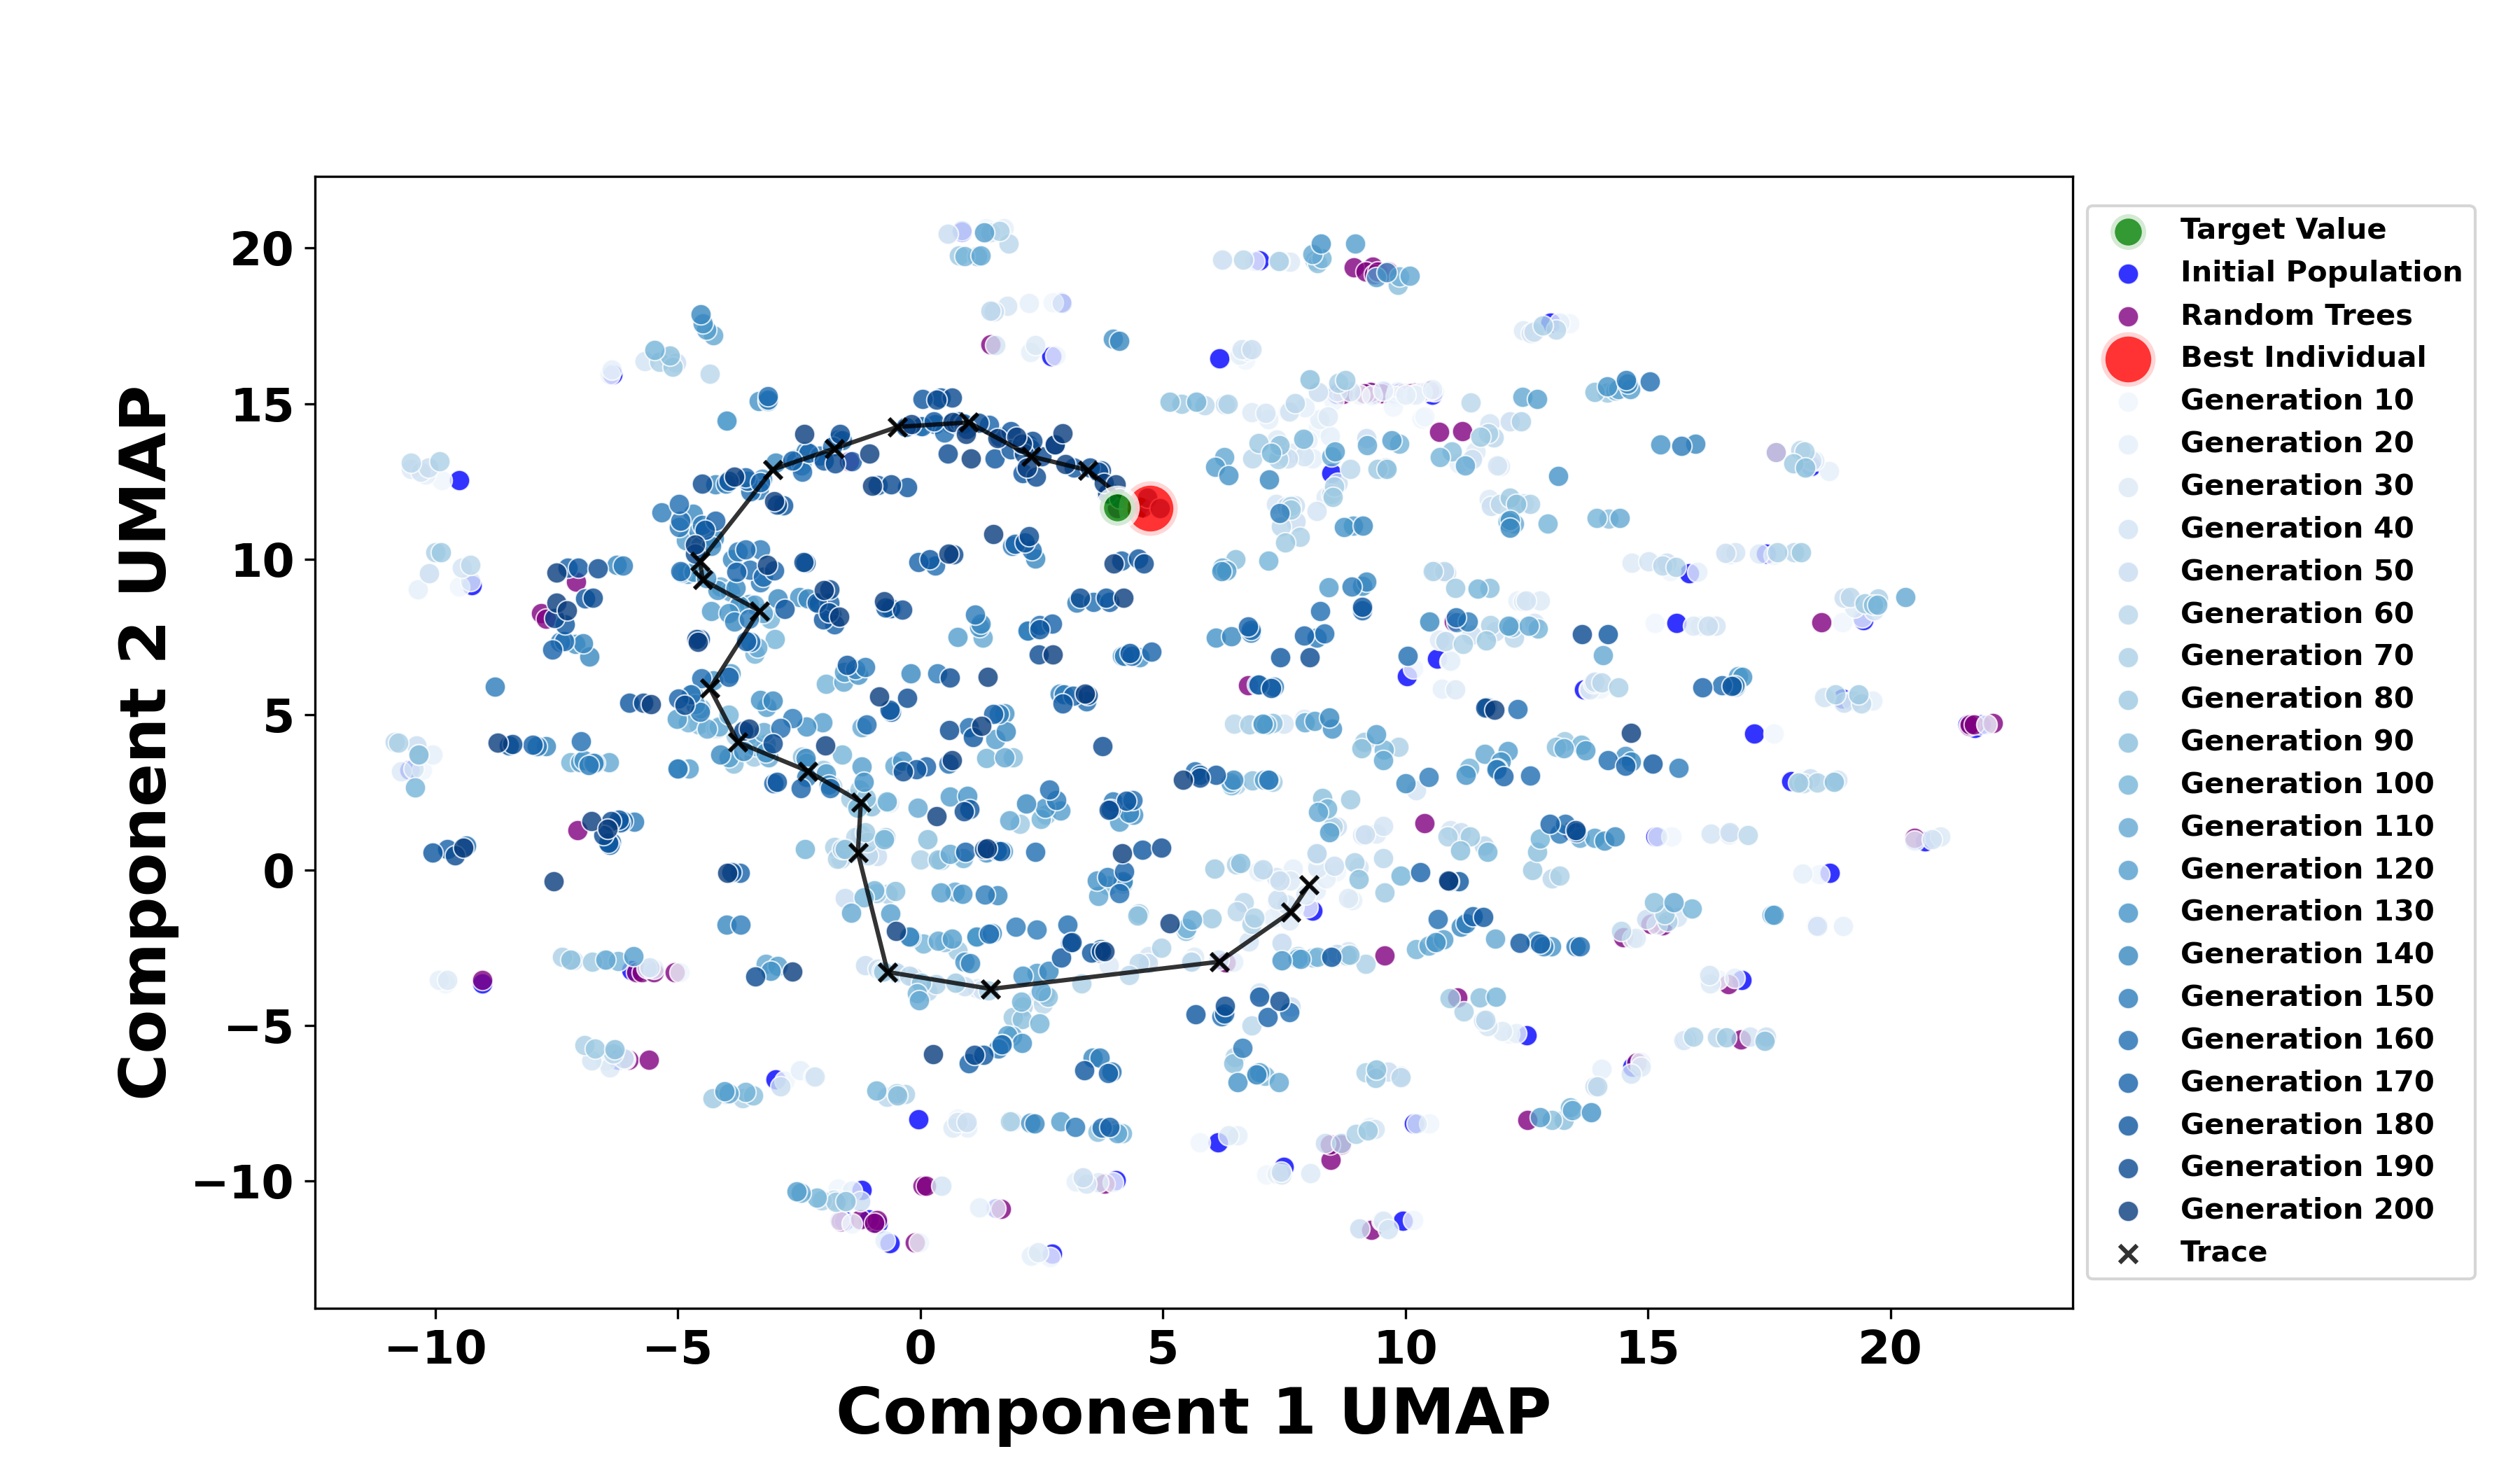 Component 2 UMAP
20
15
10
5
0
−5
−10
−10
−5
0
5
10
15
20
Component 1 UMAP
Target Value
Initial Population
Random Trees
Best Individual
Generation 10
Generation 20
Generation 30
Generation 40
Generation 50
Generation 60
Generation 70
Generation 80
Generation 90
Generation 100
Generation 110
Generation 120
Generation 130
Generation 140
Generation 150
Generation 160
Generation 170
Generation 180
Generation 190
Generation 200
Trace